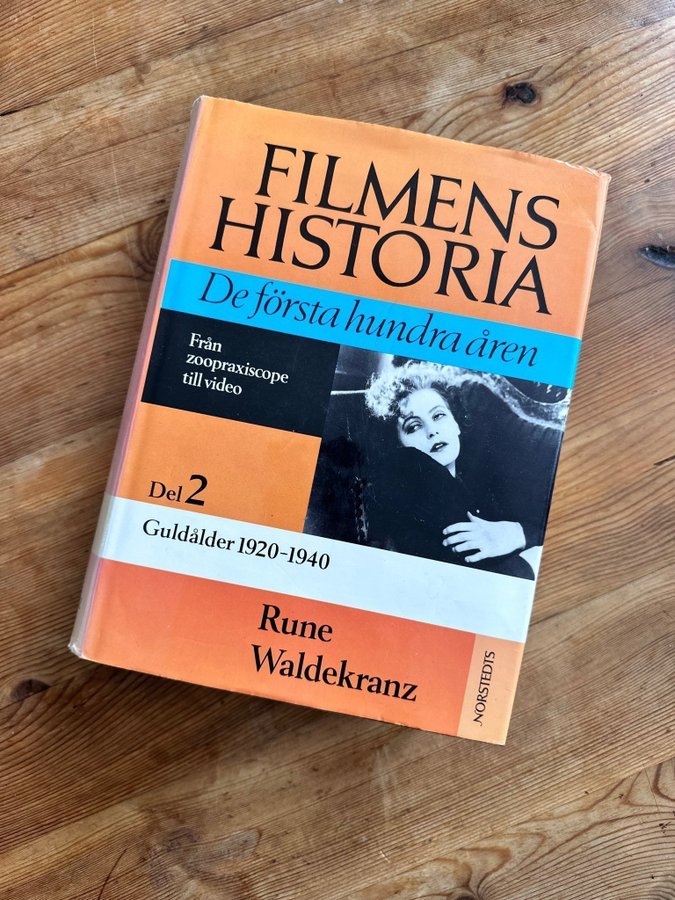 FILMENS
HISTORIA
De första hundra åren
Från
zoopraxiscope
till video
Del 2
Guldålder 1920-1940
Rune
Waldekranz
NORSTEDTS